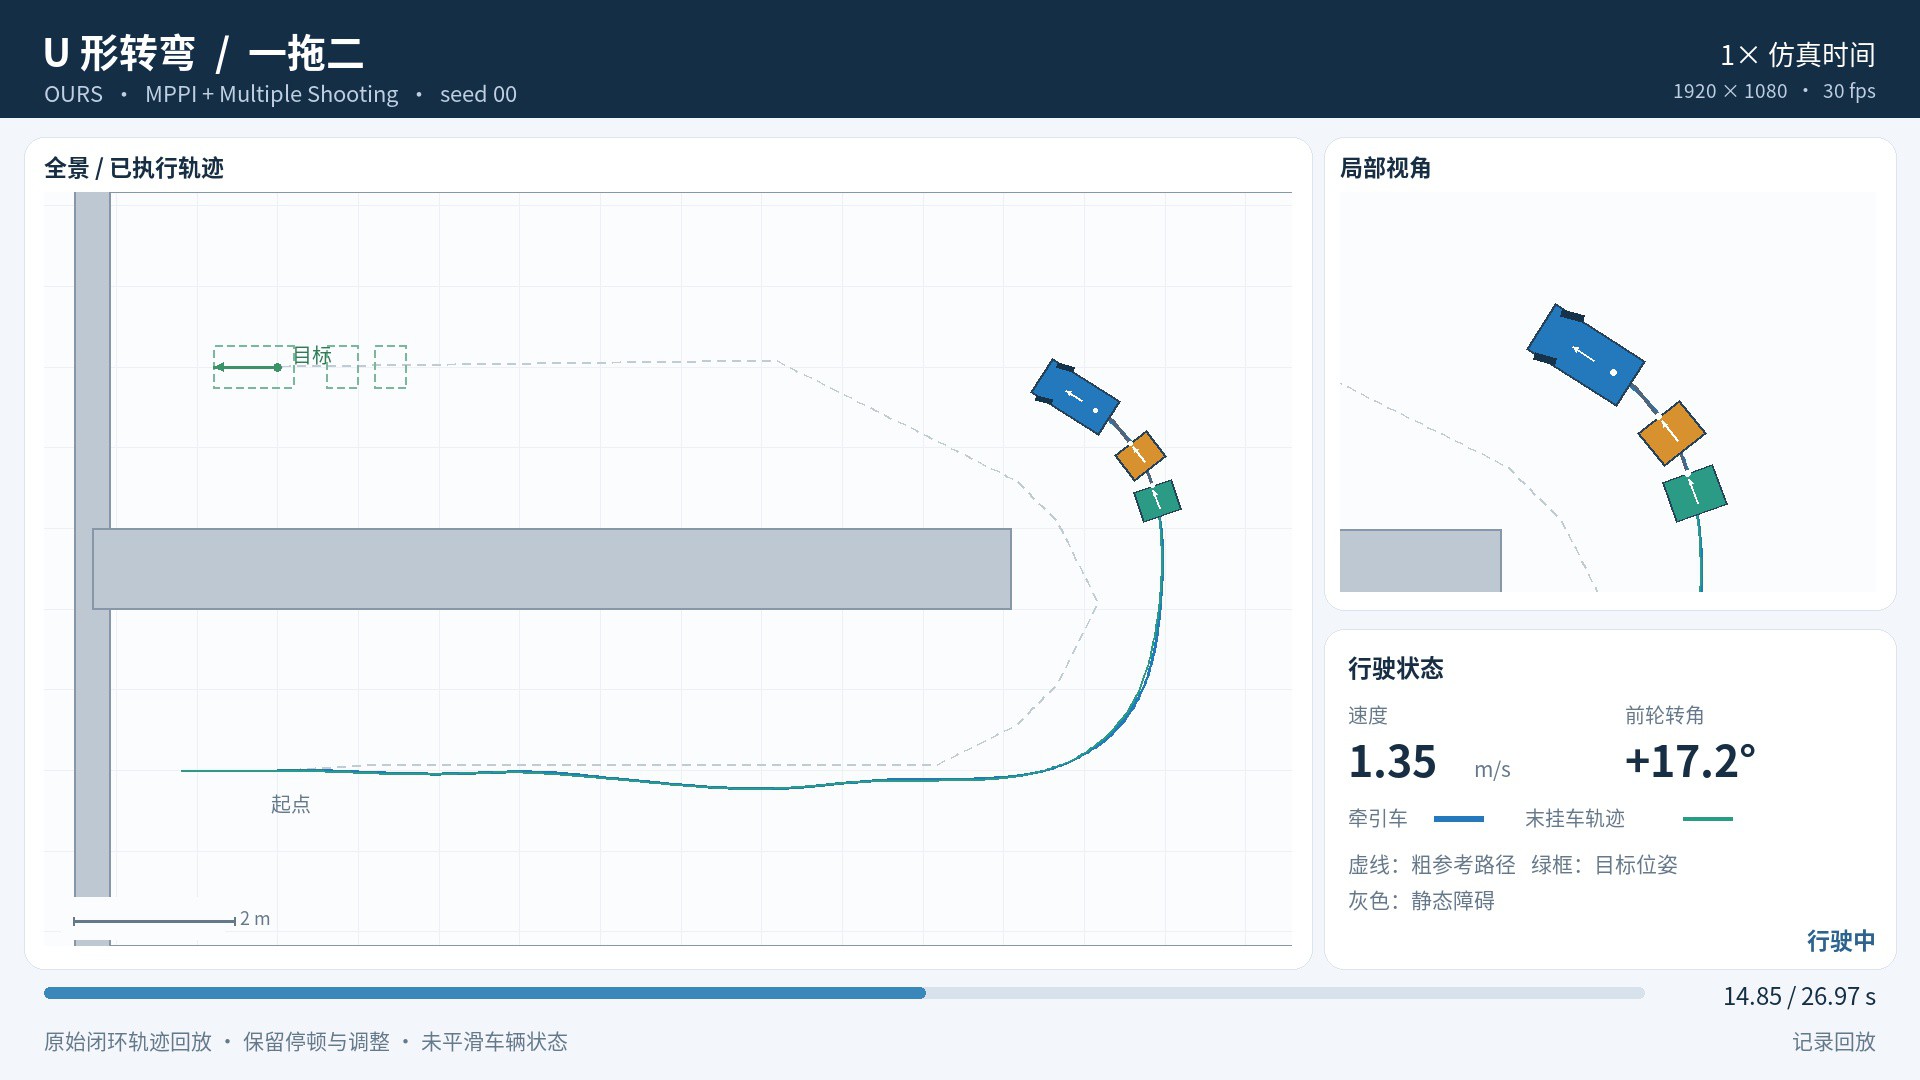 U 形转弯 / 一拖二
OURS • MPPI + Multiple Shooting • seed 00
1× 仿真时间
1920 × 1080 • 30 fps
全景 / 已执行轨迹
目标
起点
2 m
局部视角
行驶状态
速度
前轮转角
1.35 m/s
+17.2°
牵引车
末挂车轨迹
虚线：粗参考路径 绿框：目标位姿
灰色：静态障碍
行驶中
14.85 / 26.97 s
原始闭环轨迹回放 • 保留停顿与调整 • 未平滑车辆状态
记录回放